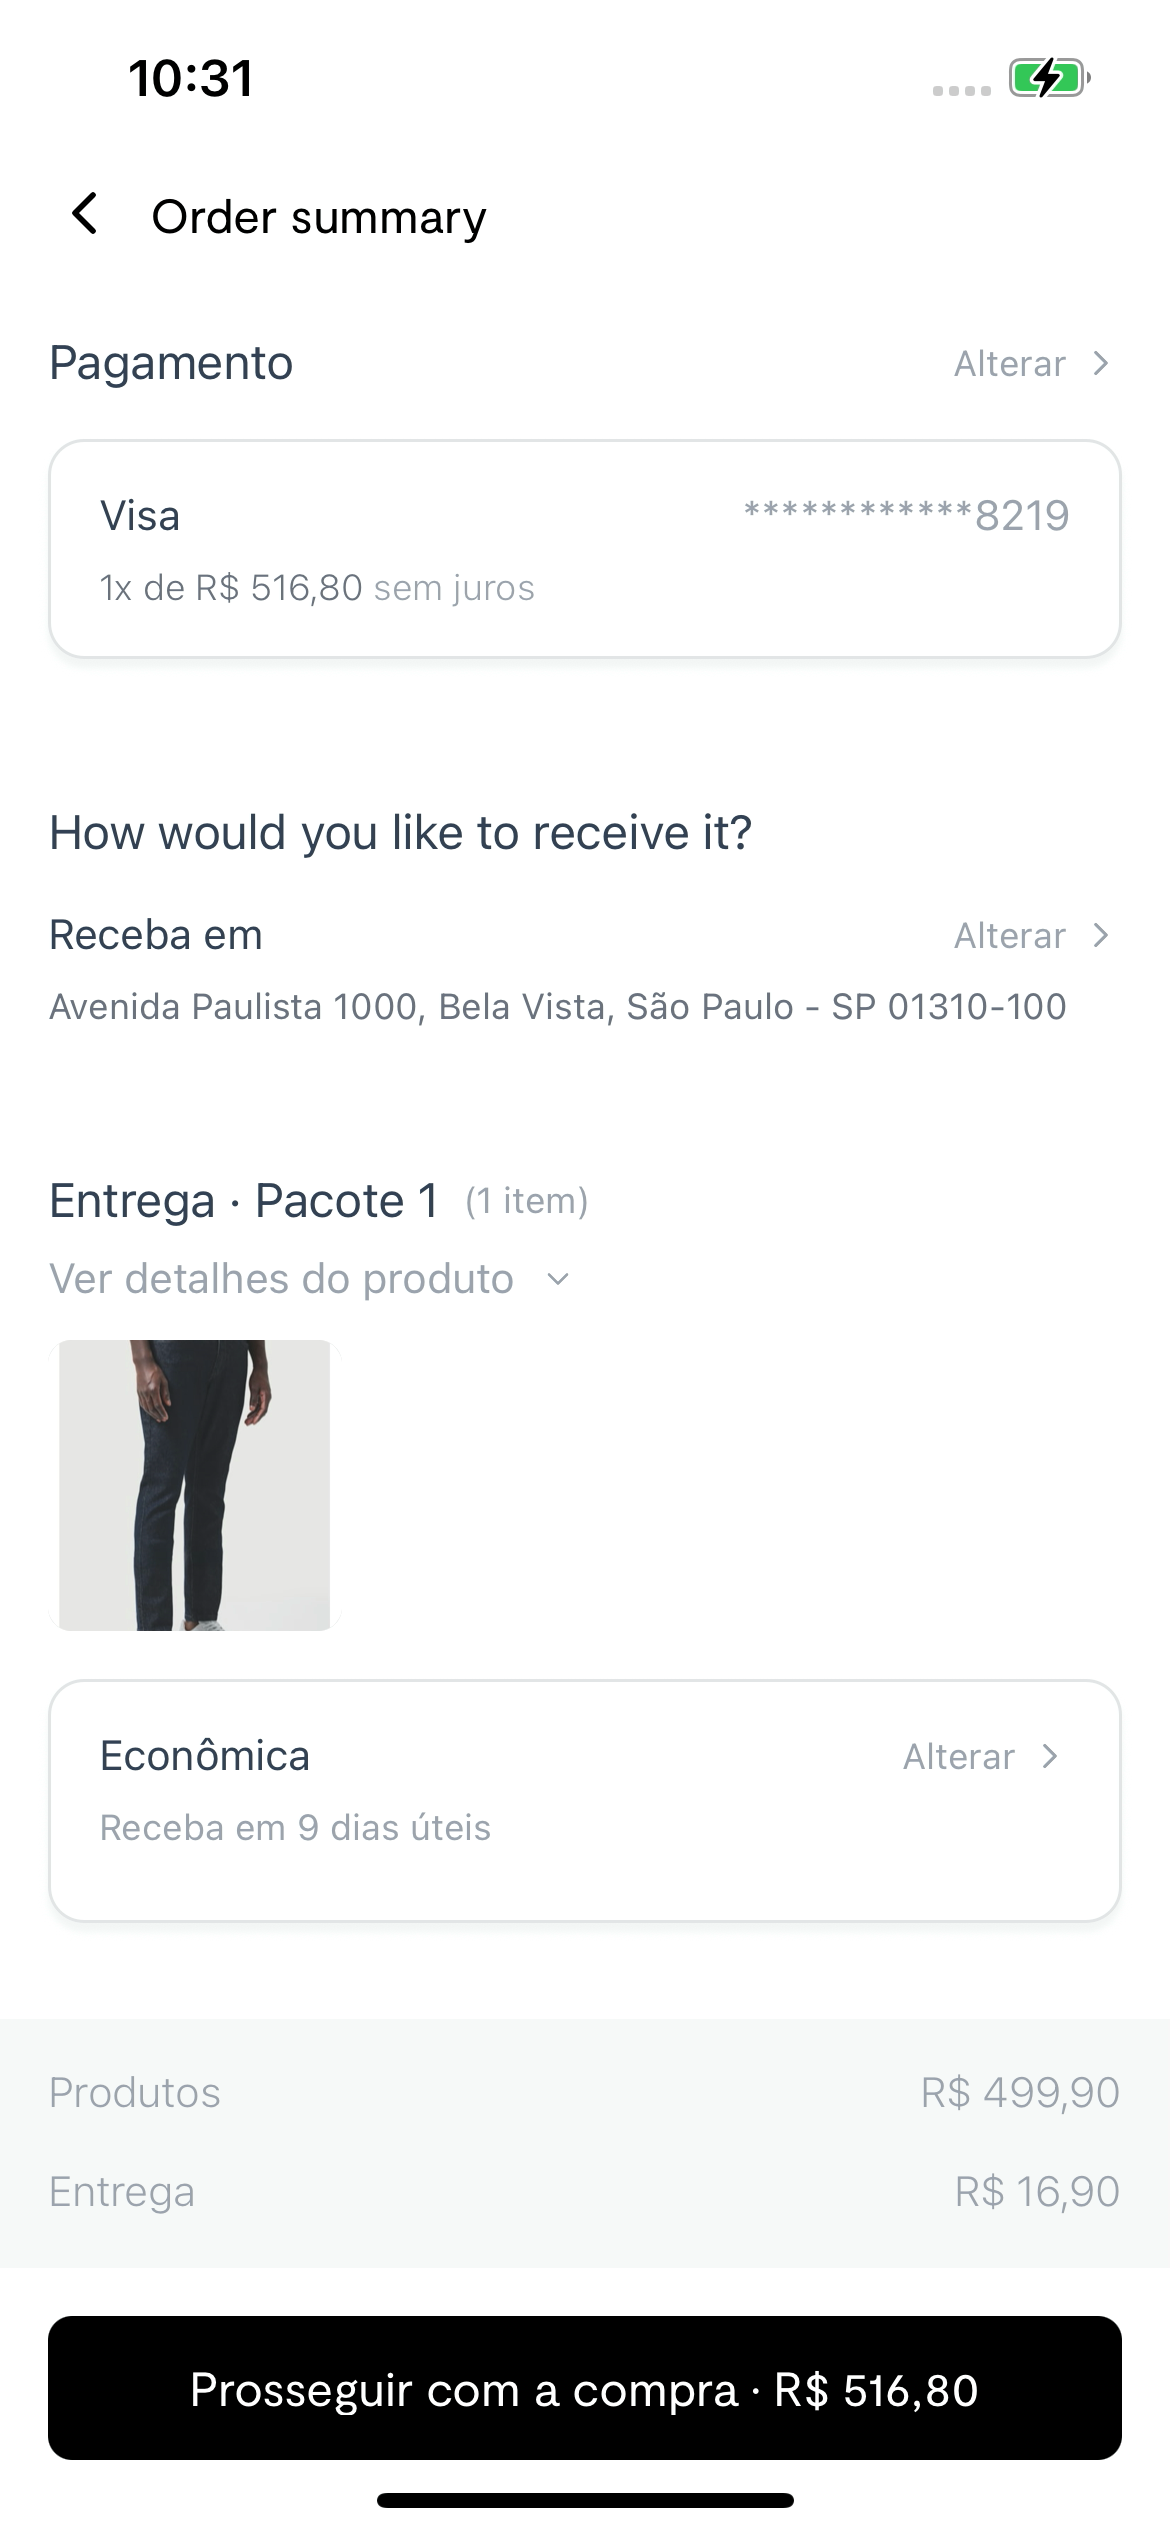 10:31
Order summary
Pagamento
Alterar
Visa
************8219
1x de R$ 516,80 sem juros
How would you like to receive it?
Receba em
Alterar
Avenida Paulista 1000, Bela Vista, São Paulo - SP 01310-100
Entrega · Pacote 1 (1 item)
Ver detalhes do produto
Econômica
Alterar
Receba em 9 dias úteis
Produtos
R$ 499,90
Entrega
R$ 16,90
Prosseguir com a compra · R$ 516,80